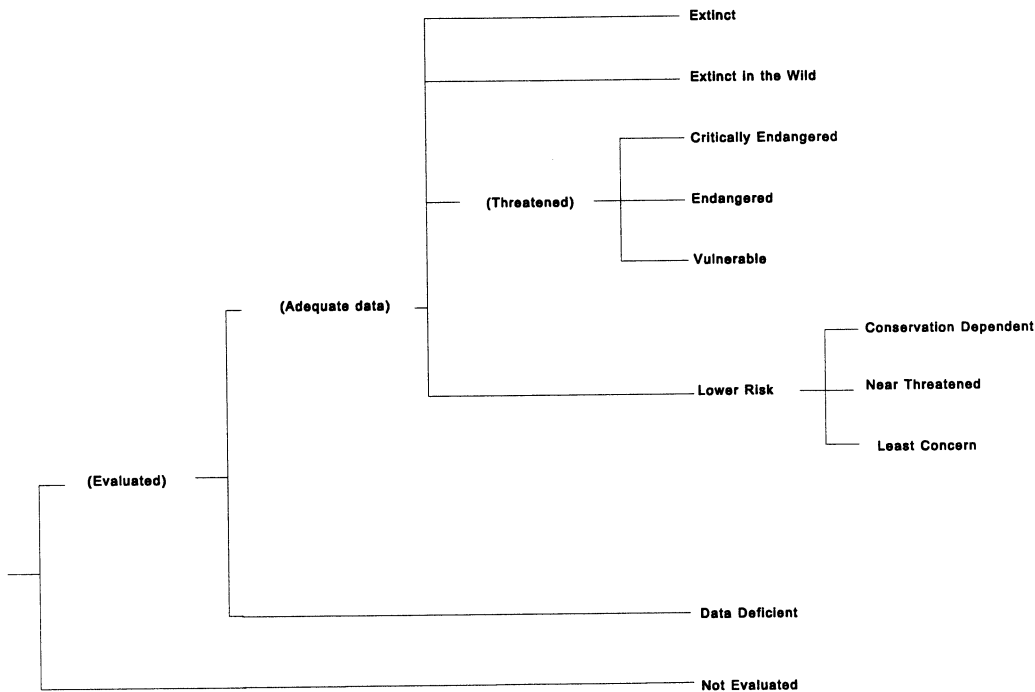 Extinct
Extinct in the Wild
Critically Endangered
(Threatened)
Endangered
Vulnerable
(Adequate data)
Conservation Dependent
Lower Risk
Near Threatened
Least Concern
(Evaluated)
Data Deficient
Not Evaluated